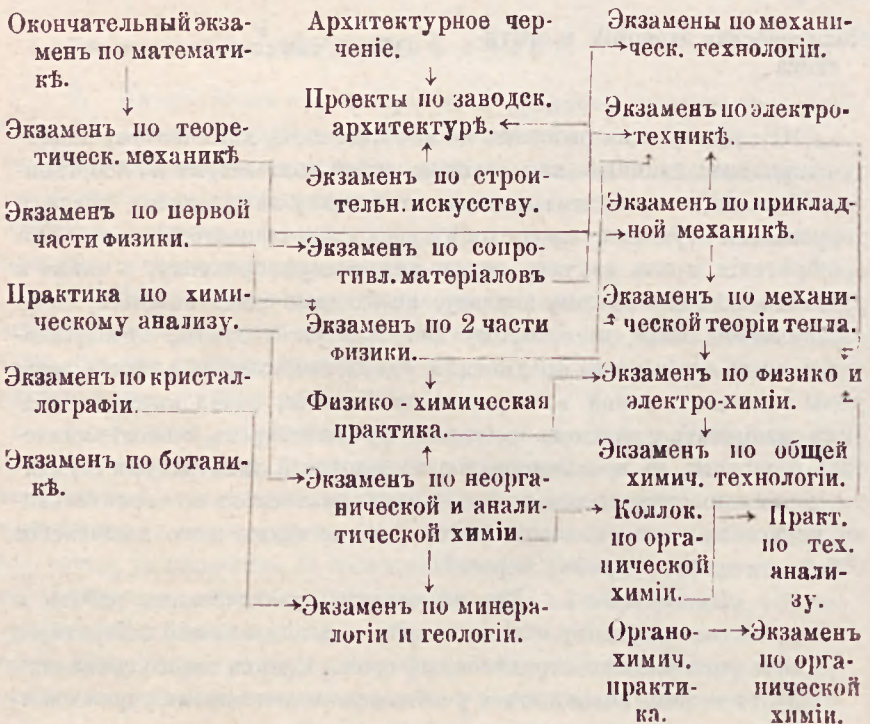 Окончательный экза-
менъ по математи-
кѣ.
Экзаменъ по теоре-
тическ. механикѣ
Экзаменъ по первой
части физики.
Практика по хими-
ческому анализу.
Экзаменъ по кристал-
лографіи.
Экзаменъ по ботани-
кѣ.
Архитектурное чер-
ченіе.
Проекты по заводск.
архитектурѣ.
Экзаменъ по строи-
тельн. искусству.
Экзаменъ по сопро-
тивл. матеріаловъ
Экзаменъ по 2 части
физики.
Физико-химическая
практика.
Экзаменъ по неорга-
нической и анали-
тической химіи.
Экзаменъ по минера-
логіи и геологіи.
Экзамены по механи-
ческ. технологіи.
Экзаменъ по электро-
техникѣ.
Экзаменъ по приклад-
ной механикѣ.
Экзаменъ по механи-
ческой теоріи тепла.
Экзаменъ по физико и
электро-химіи.
Экзаменъ по общей
химич. технологіи.
Коллок.
по орга-
нической
химіи.
Практ.
по тех.
анали-
зу.
Органо-
химич.
практи-
ка.
Экзаменъ
по орга-
нической
химіи.